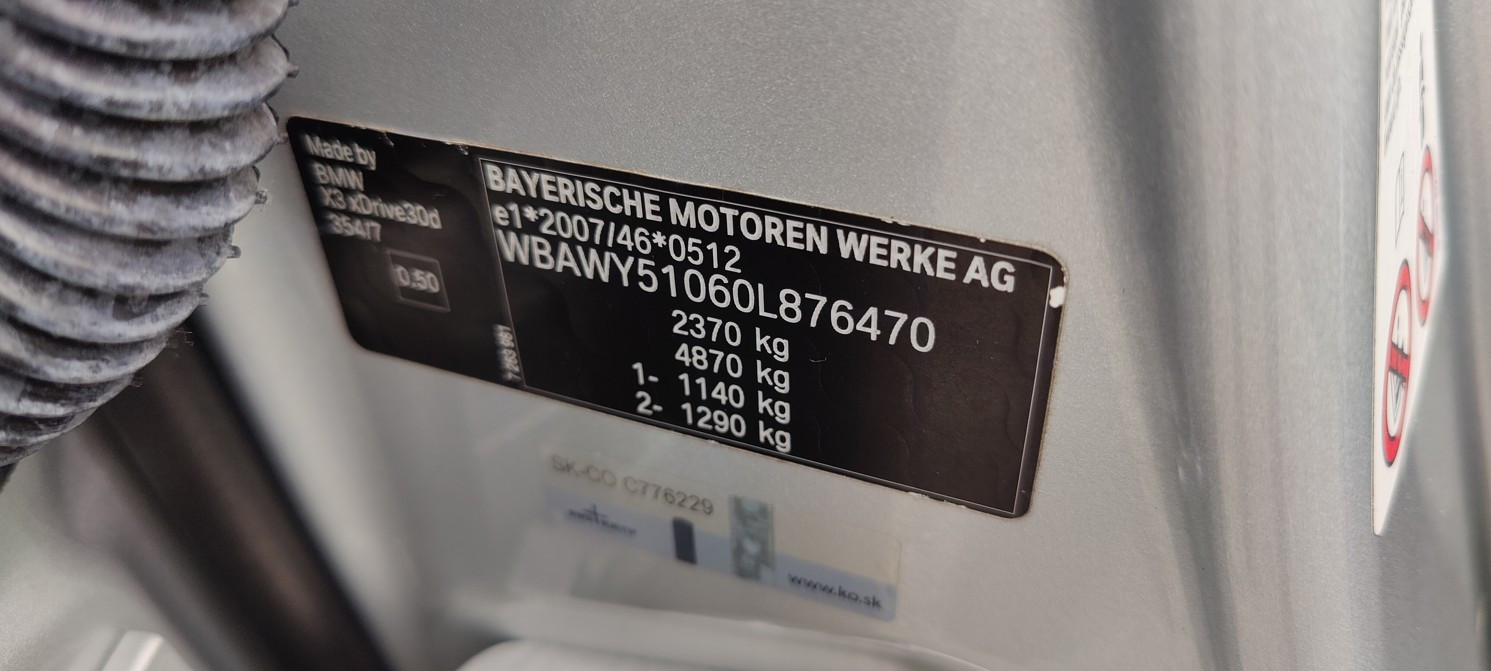 Made by
BMW
X3 xDrive30d
354/7
0.50
BAYERISCHE MOTOREN WERKE AG
e1*2007/46*0512
WBAWY51060L876470
2370 kg
4870 kg
1- 1140 kg
2- 1290 kg
SK-CO C776229
www.ko.sk